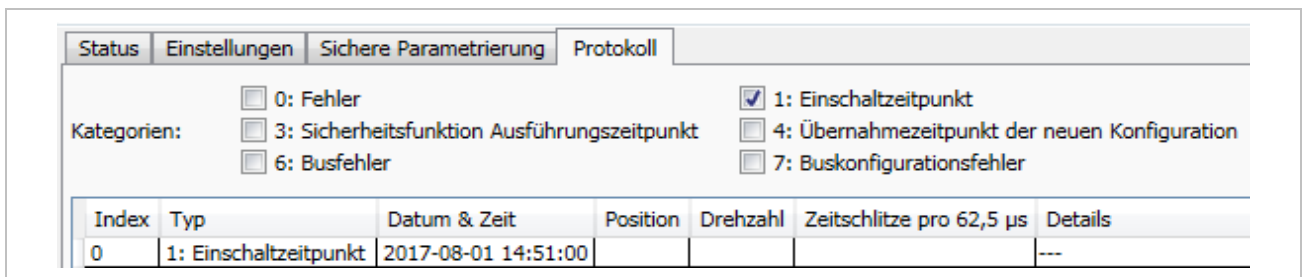 Status Einstellungen Sichere Parametrierung Protokoll
0: Fehler 1: Einschaltzeitpunkt
Kategorien: 3: Sicherheitsfunktion Ausführungszeitpunkt 4: Übernahmezeitpunkt der neuen Konfiguration
6: Busfehler 7: Buskonfigurationsfehler
Index Typ Datum & Zeit Position Drehzahl Zeitschlitze pro 62,5 µs Details
0 1: Einschaltzeitpunkt 2017-08-01 14:51:00 ---